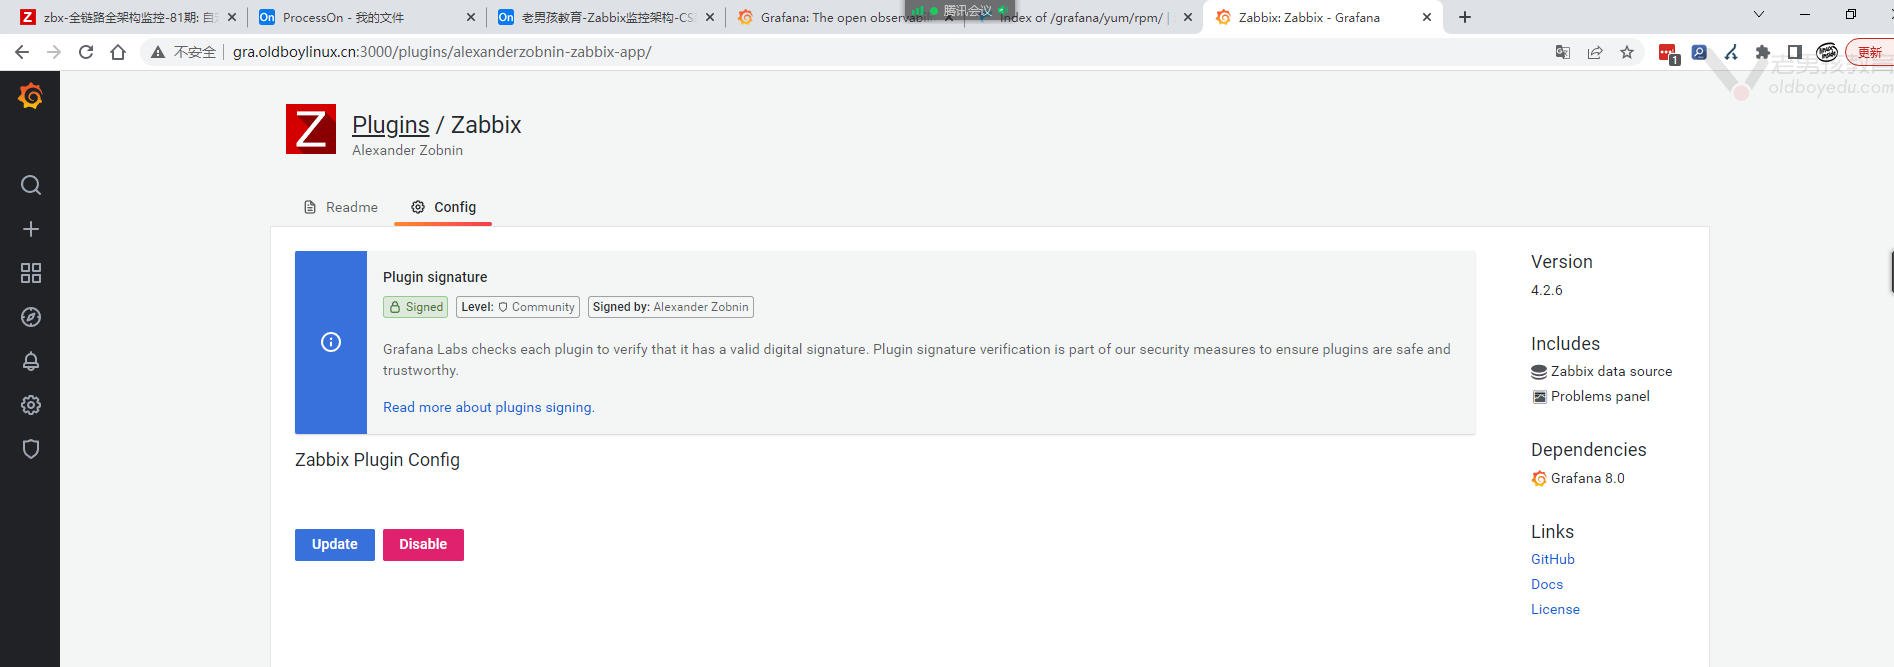 zbx-全链路全架构监控-81期: 自
ProcessOn - 我的文件
老男孩教育-Zabbix监控架构-CS
Grafana: The open observabil
腾讯会议
Index of /grafana/yum/rpm/ |
Zabbix: Zabbix - Grafana
不安全
gra.oldboylinux.cn:3000/plugins/alexanderzobnin-zabbix-app/
1
更新
老男孩教育
oldboyedu.com
Plugins / Zabbix
Alexander Zobnin
Readme
Config
Plugin signature
Signed
Level: Community
Signed by: Alexander Zobnin
Grafana Labs checks each plugin to verify that it has a valid digital signature. Plugin signature verification is part of our security measures to ensure plugins are safe and
trustworthy.
Read more about plugins signing.
Zabbix Plugin Config
Update
Disable
Version
4.2.6
Includes
Zabbix data source
Problems panel
Dependencies
Grafana 8.0
Links
GitHub
Docs
License